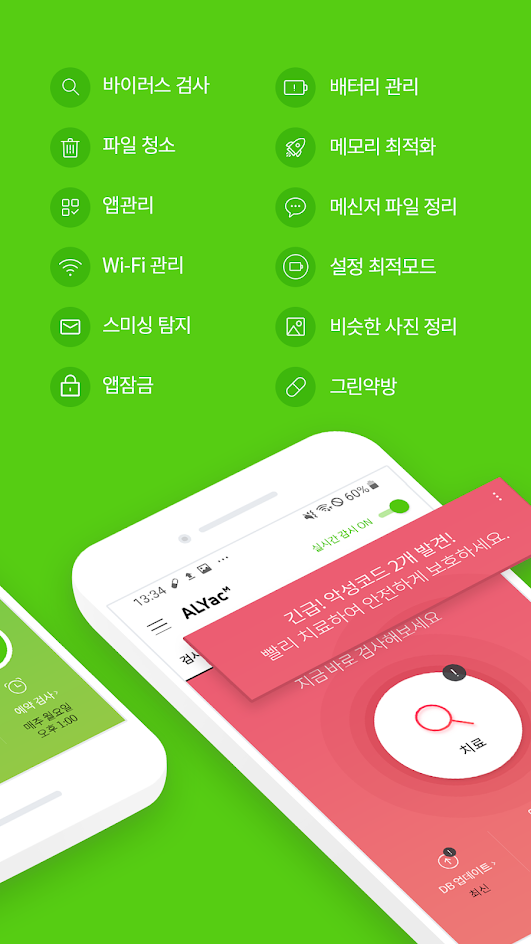 바이러스 검사
배터리 관리
파일 청소
메모리 최적화
앱관리
메신저 파일 정리
Wi-Fi 관리
설정 최적모드
스미싱 탐지
비슷한 사진 정리
앱잠금
그린약방
13:34
60%
실시간 감시 ON
ALYac M
긴급! 악성코드 2개 발견!
빨리 치료하여 안전하게 보호하세요.
지금 바로 검사해보세요
치료
DB 업데이트 >
최신
예약 검사 >
매주 월요일
오후 1:00